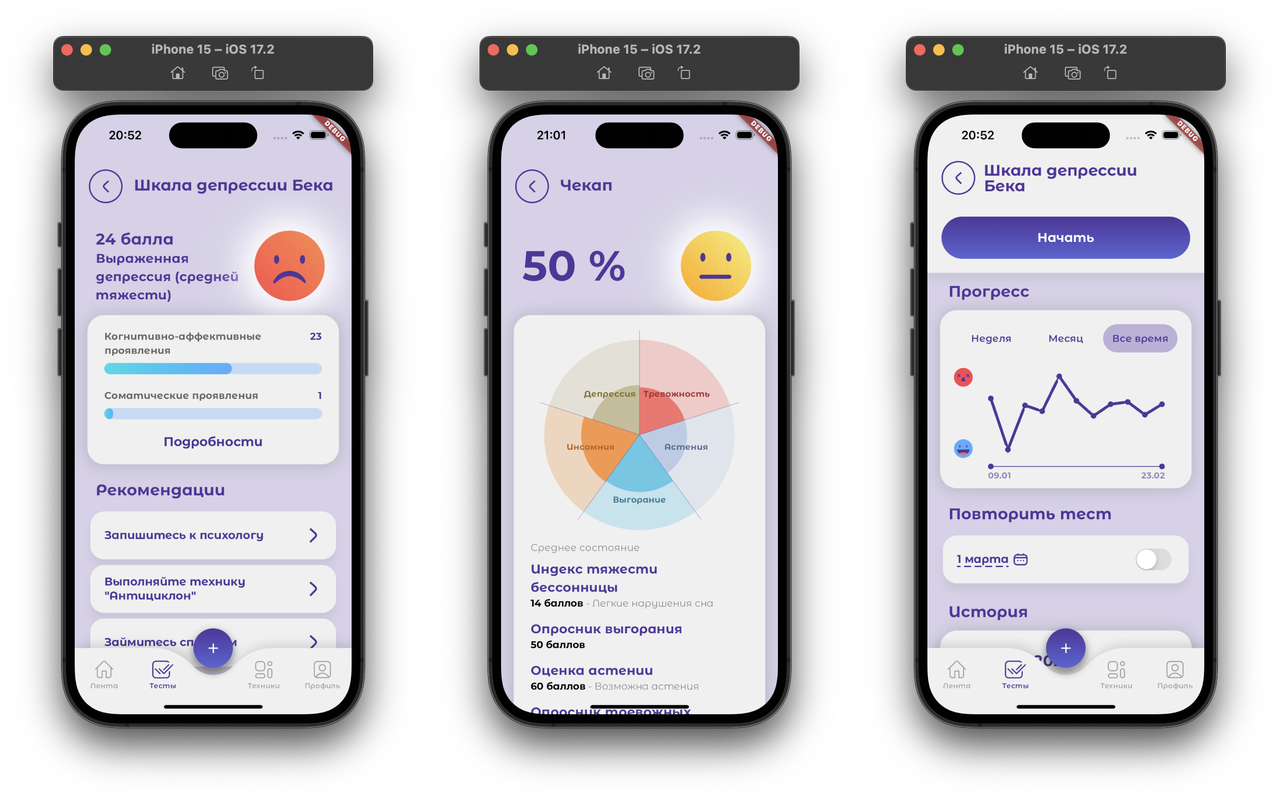 iPhone 15 – iOS 17.2
20:52
DEBUG
Шкала депрессии Бека
24 балла
Выраженная
депрессия (средней
тяжести)
Когнитивно-аффективные
проявления
23
Соматические проявления
1
Подробности
Рекомендации
Запишитесь к психологу
Выполняйте технику
"Антициклон"
Займитесь
Лента
Тесты
Техники
Профиль
iPhone 15 – iOS 17.2
21:01
DEBUG
Чекап
50 %
Депрессия
Тревожность
Инсомния
Астения
Выгорание
Среднее состояние
Индекс тяжести
бессонницы
14 баллов - Легкие нарушения сна
Опросник выгорания
50 баллов
Оценка астении
60 баллов - Возможна астения
Опросник тревожных
iPhone 15 – iOS 17.2
20:52
DEBUG
Шкала депрессии
Бека
Начать
Прогресс
Неделя
Месяц
Все время
09.01
23.02
Повторить тест
1 марта
История
Лента
Тесты
Техники
Профиль